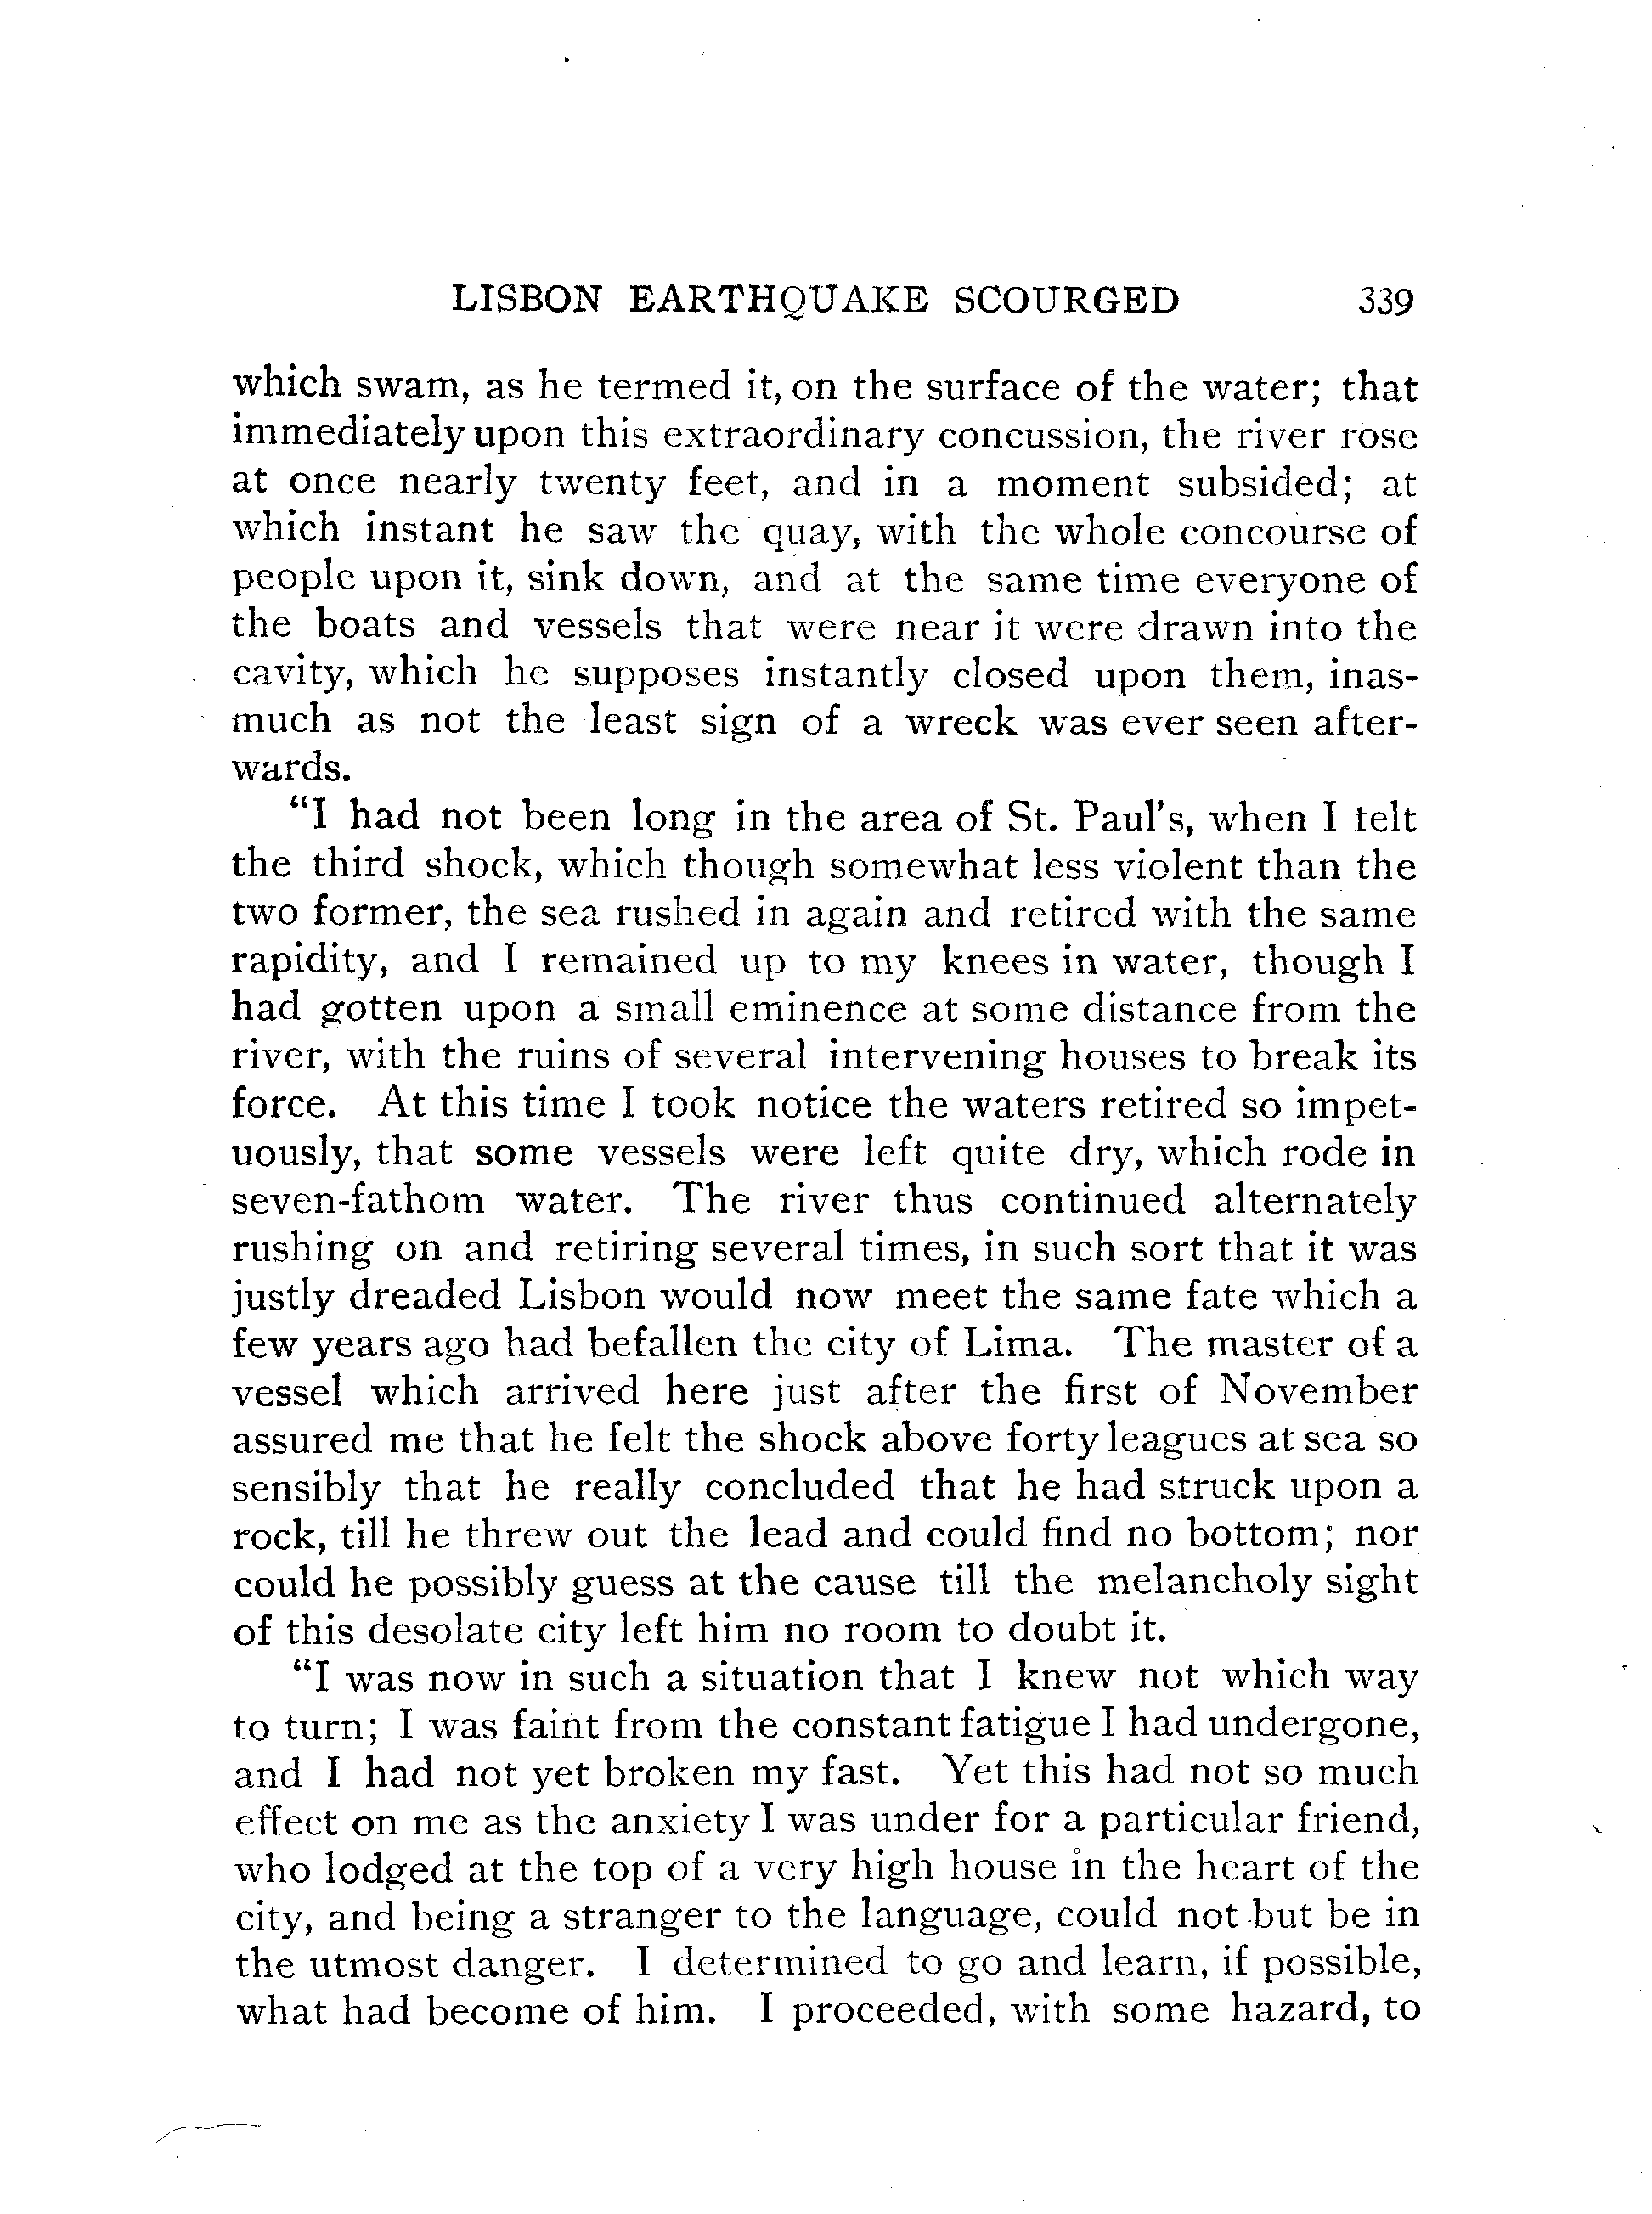 LISBON EARTHQUAKE SCOURGED 339
which swam, as he termed it, on the surface of the water; that
immediately upon this extraordinary concussion, the river rose
at once nearly twenty feet, and in a moment subsided; at
which instant he saw the quay, with the whole concourse of
people upon it, sink down, and at the same time everyone of
the boats and vessels that were near it were drawn into the
cavity, which he supposes instantly closed upon them, inas-
much as not the least sign of a wreck was ever seen after-
wards.
"I had not been long in the area of St. Paul's, when I felt
the third shock, which though somewhat less violent than the
two former, the sea rushed in again and retired with the same
rapidity, and I remained up to my knees in water, though I
had gotten upon a small eminence at some distance from the
river, with the ruins of several intervening houses to break its
force. At this time I took notice the waters retired so impet-
uously, that some vessels were left quite dry, which rode in
seven-fathom water. The river thus continued alternately
rushing on and retiring several times, in such sort that it was
justly dreaded Lisbon would now meet the same fate which a
few years ago had befallen the city of Lima. The master of a
vessel which arrived here just after the first of November
assured me that he felt the shock above forty leagues at sea so
sensibly that he really concluded that he had struck upon a
rock, till he threw out the lead and could find no bottom; nor
could he possibly guess at the cause till the melancholy sight
of this desolate city left him no room to doubt it.
"I was now in such a situation that I knew not which way
to turn; I was faint from the constant fatigue I had undergone,
and I had not yet broken my fast. Yet this had not so much
effect on me as the anxiety I was under for a particular friend,
who lodged at the top of a very high house in the heart of the
city, and being a stranger to the language, could not but be in
the utmost danger. I determined to go and learn, if possible,
what had become of him. I proceeded, with some hazard, to